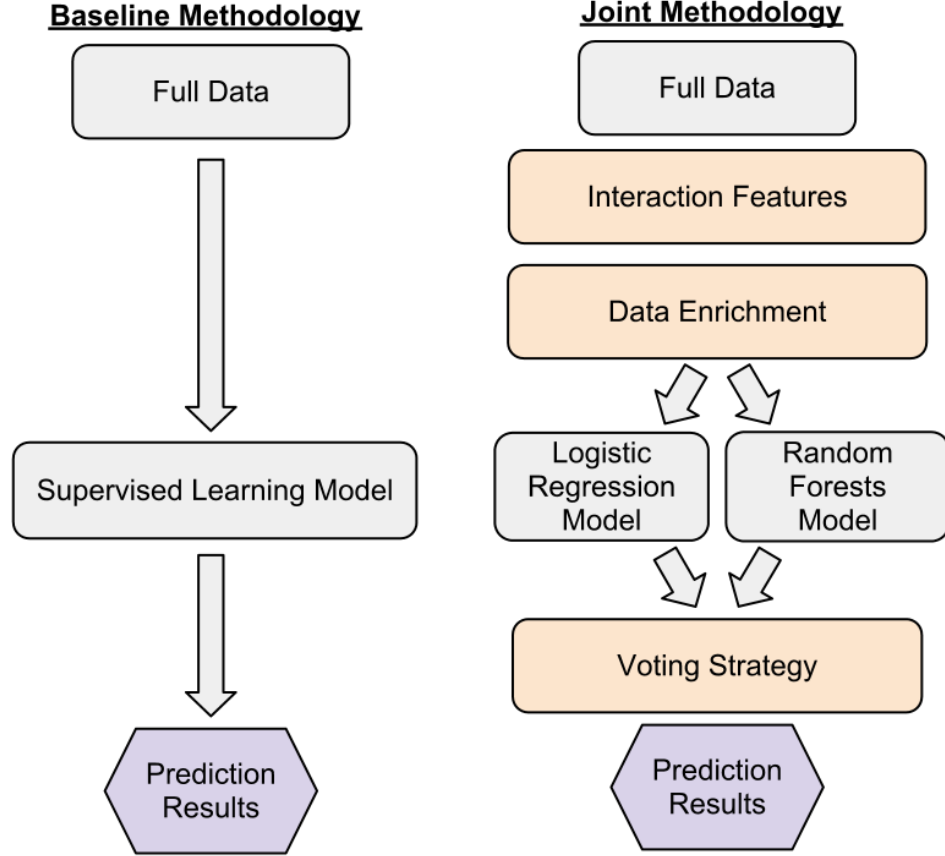 Baseline Methodology
Full Data
Supervised Learning Model
Prediction
Results
Joint Methodology
Full Data
Interaction Features
Data Enrichment
Logistic
Regression
Model
Random
Forests
Model
Voting Strategy
Prediction
Results